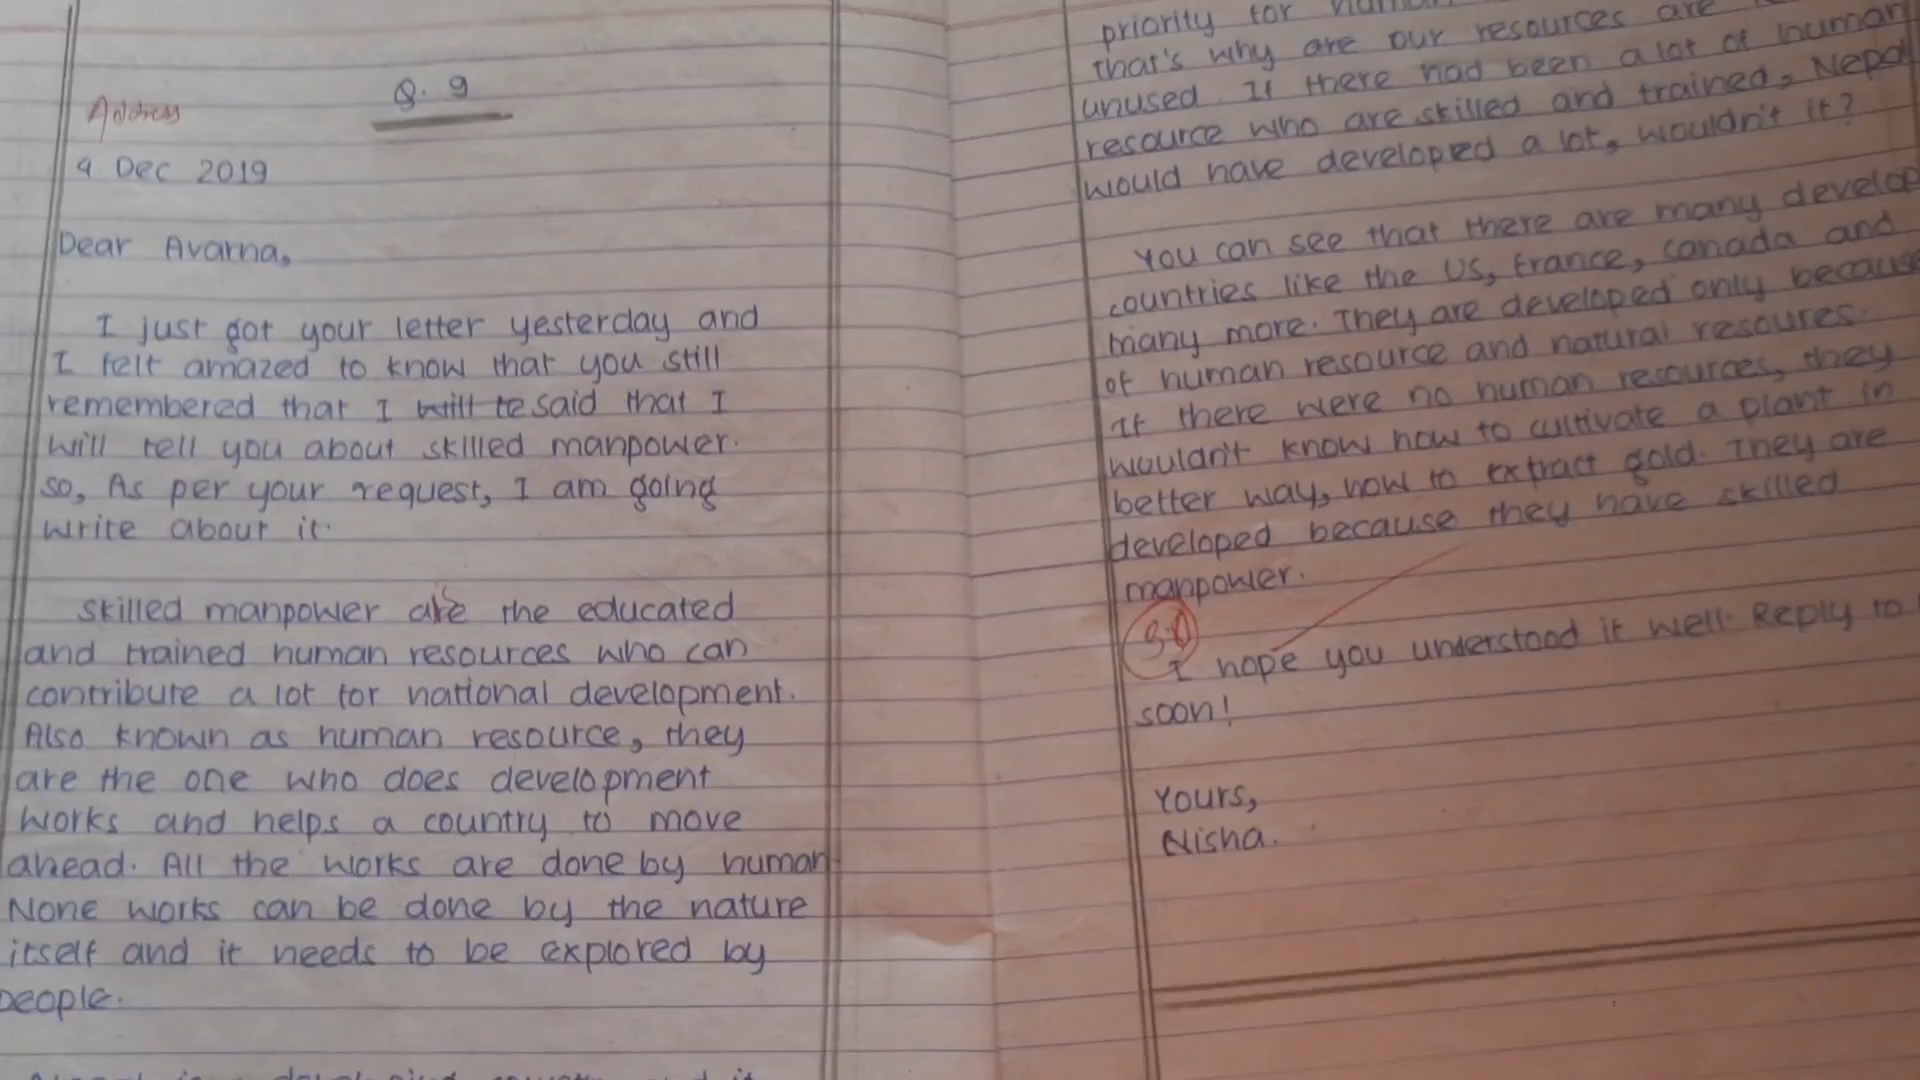 Q. 9
Address
9 Dec 2019
Dear Avarna,
I just got your letter yesterday and
I felt amazed to know that you still
remembered that I will te said that I
will tell you about skilled manpower.
so, As per your request, I am going
write about it.
Skilled manpower are the educated
and trained human resources who can
contribute a lot for national development.
Also known as human resource, they
are the one who does development
works and helps a country to move
ahead. All the works are done by human
None works can be done by the nature
itself and it needs to be explored by
people.
priority for
that's why are our resources are
unused. If there had been a lot of human
resource who are skilled and trained, Nepal
would have developed a lot, wouldn't it?
You can see that there are many develop
countries like the US, France, Canada and
many more. They are developed only because
of human resource and natural resoures.
If there were no human resources, they
wouldn't know how to cultivate a plant in
better way, how to extract gold. They are
developed because they have skilled
manpower.
3.0
I hope you understood it well. Reply to
soon!
Yours,
Nisha.